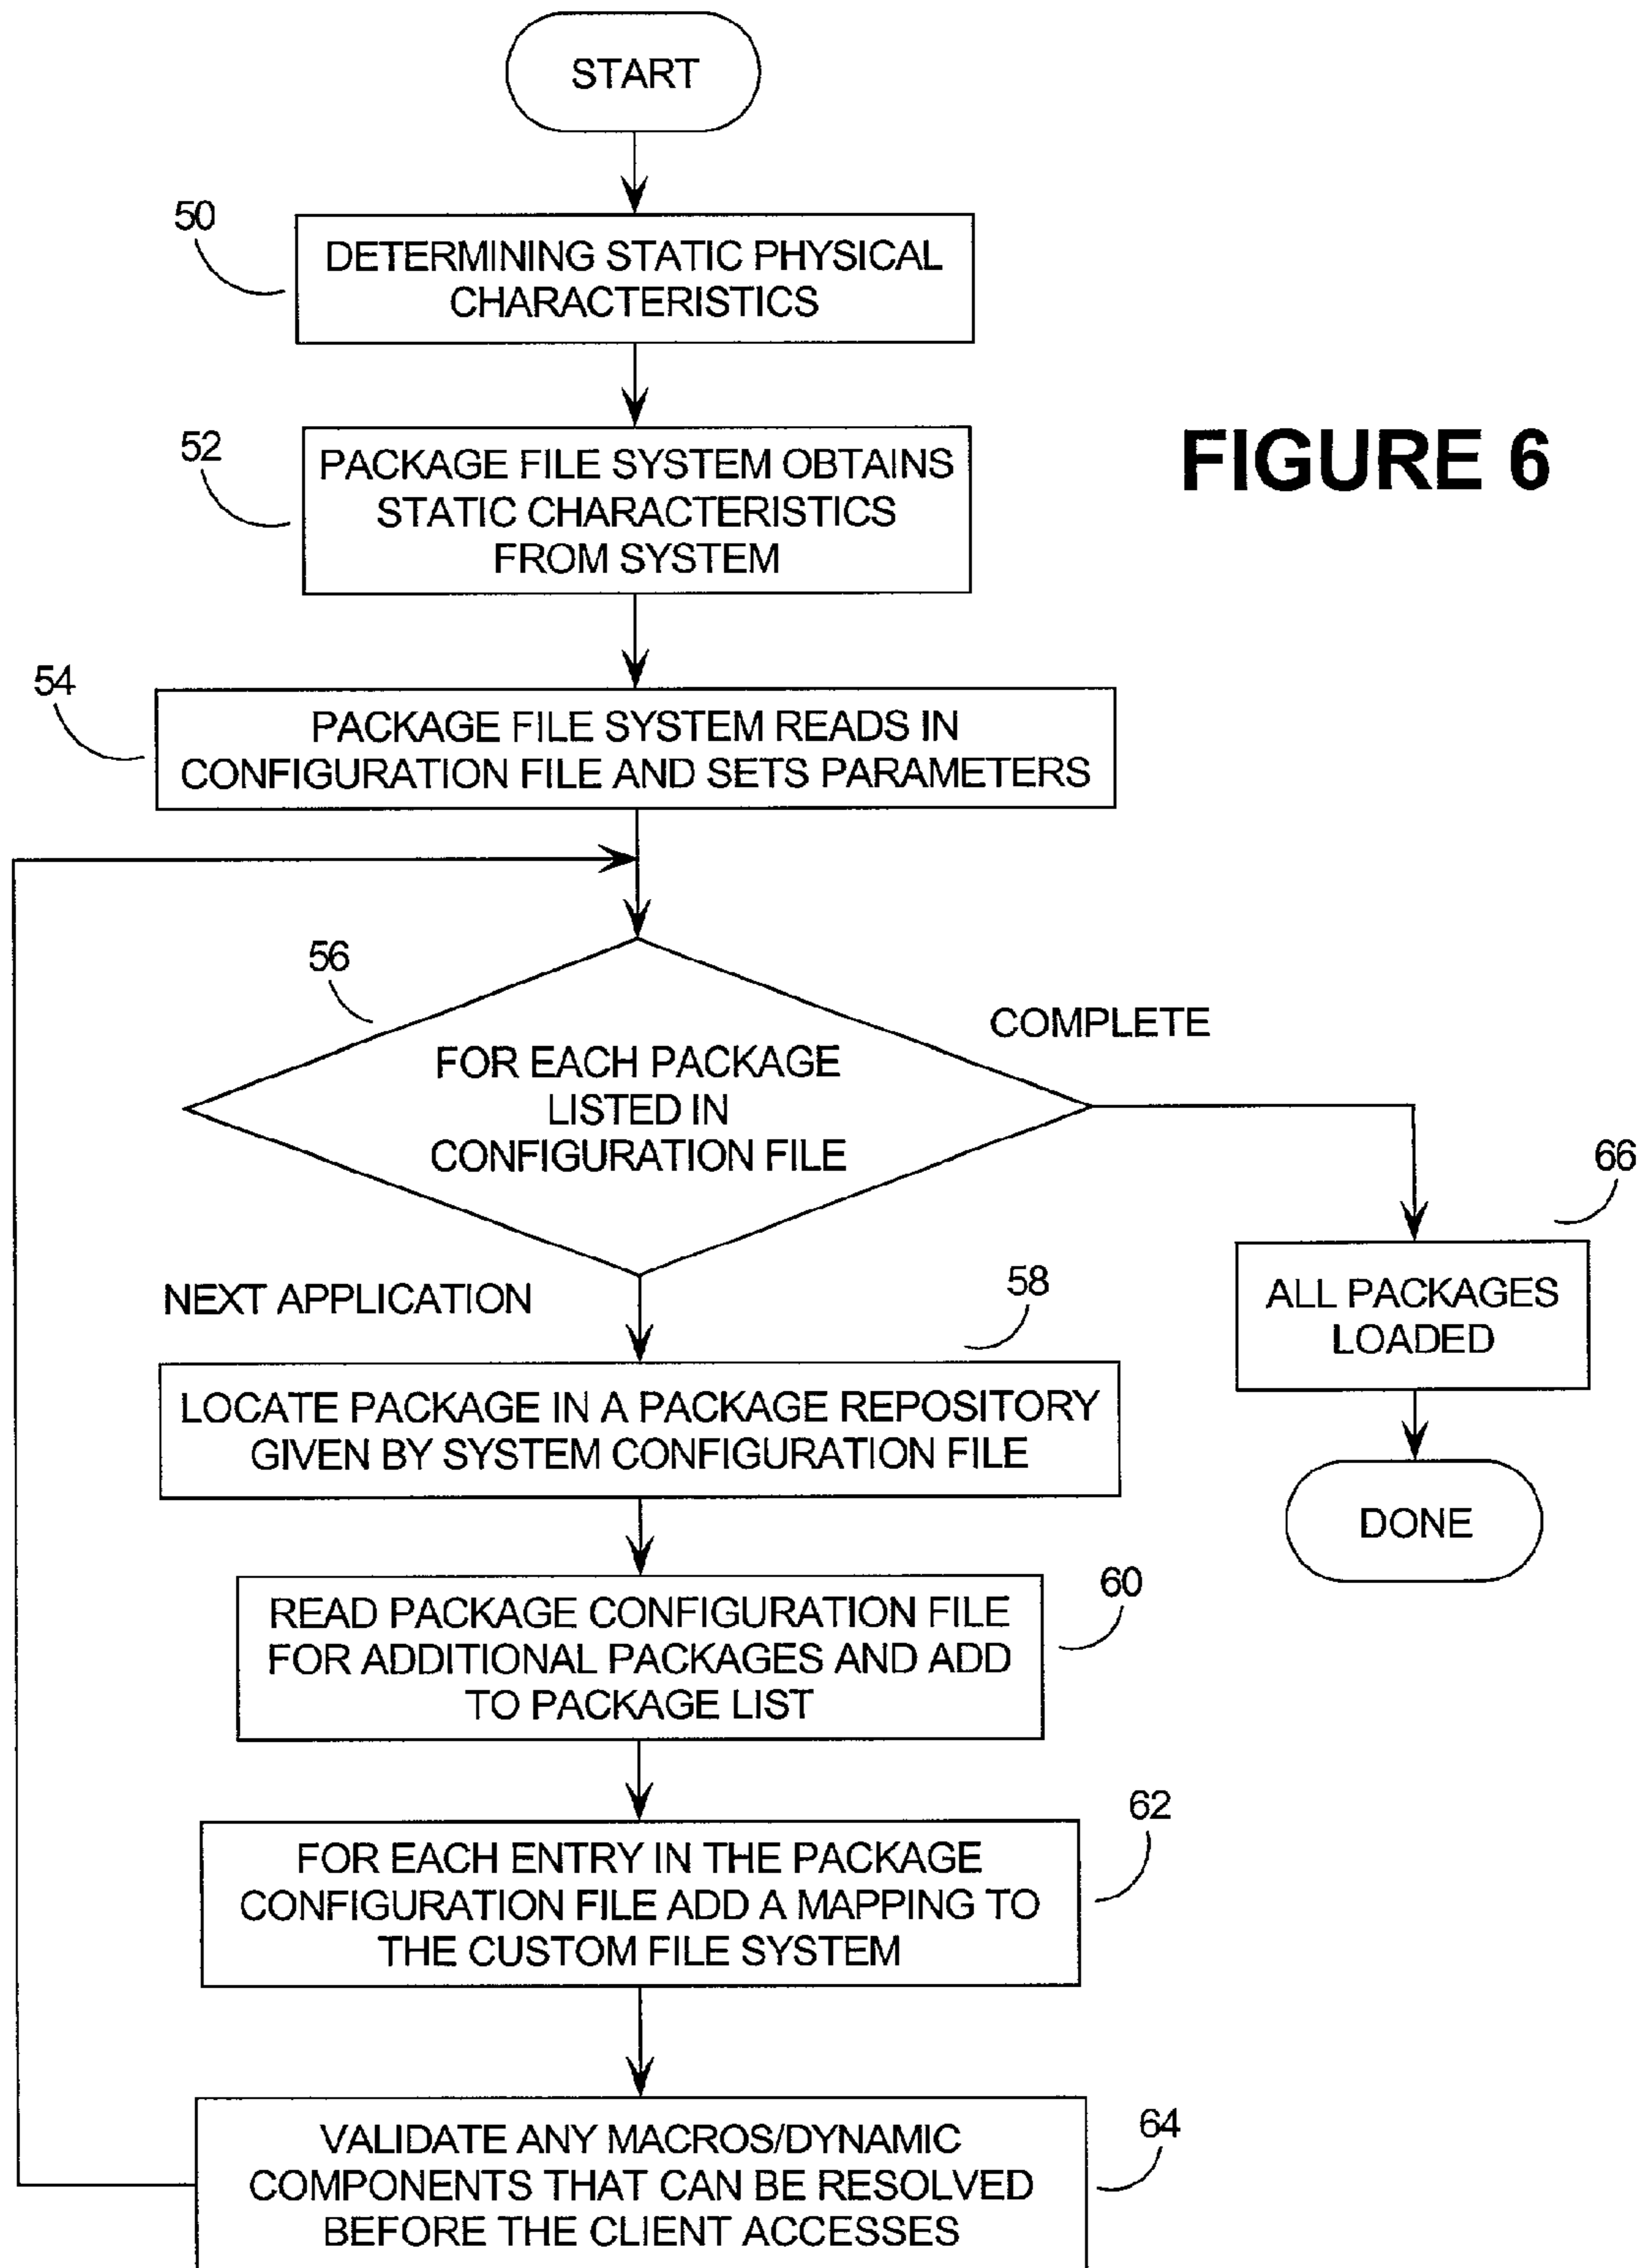 START
50
DETERMINING STATIC PHYSICAL
CHARACTERISTICS
52
PACKAGE FILE SYSTEM OBTAINS
STATIC CHARACTERISTICS
FROM SYSTEM
FIGURE 6
54
PACKAGE FILE SYSTEM READS IN
CONFIGURATION FILE AND SETS PARAMETERS
56
FOR EACH PACKAGE
LISTED IN
CONFIGURATION FILE
COMPLETE
66
ALL PACKAGES
LOADED
DONE
NEXT APPLICATION
58
LOCATE PACKAGE IN A PACKAGE REPOSITORY
GIVEN BY SYSTEM CONFIGURATION FILE
60
READ PACKAGE CONFIGURATION FILE
FOR ADDITIONAL PACKAGES AND ADD
TO PACKAGE LIST
62
FOR EACH ENTRY IN THE PACKAGE
CONFIGURATION FILE ADD A MAPPING TO
THE CUSTOM FILE SYSTEM
64
VALIDATE ANY MACROS/DYNAMIC
COMPONENTS THAT CAN BE RESOLVED
BEFORE THE CLIENT ACCESSES